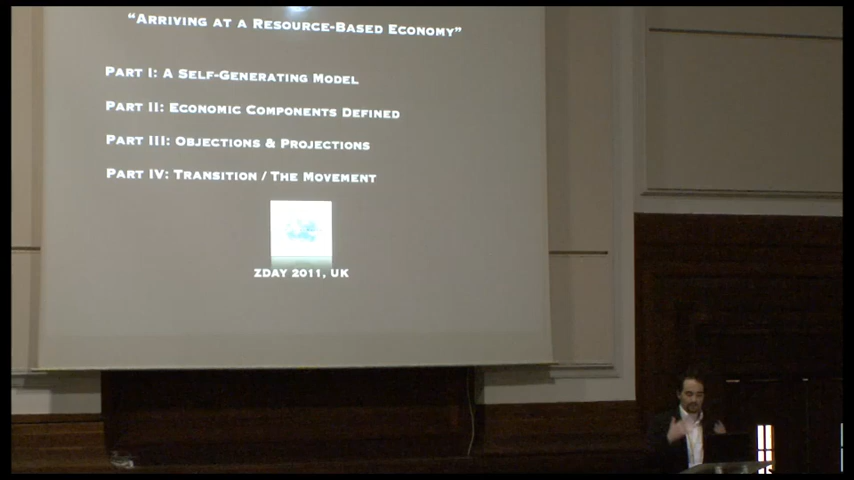 "Arriving at a Resource-Based Economy"
Part I: A Self-Generating Model
Part II: Economic Components Defined
Part III: Objections & Projections
Part IV: Transition / The Movement
ZDAY 2011, UK